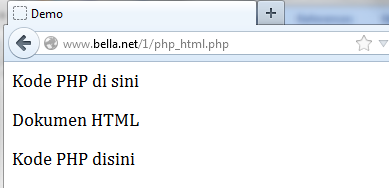 Demo
www.bella.net/1/php_html.php
Kode PHP di sini
Dokumen HTML
Kode PHP disini